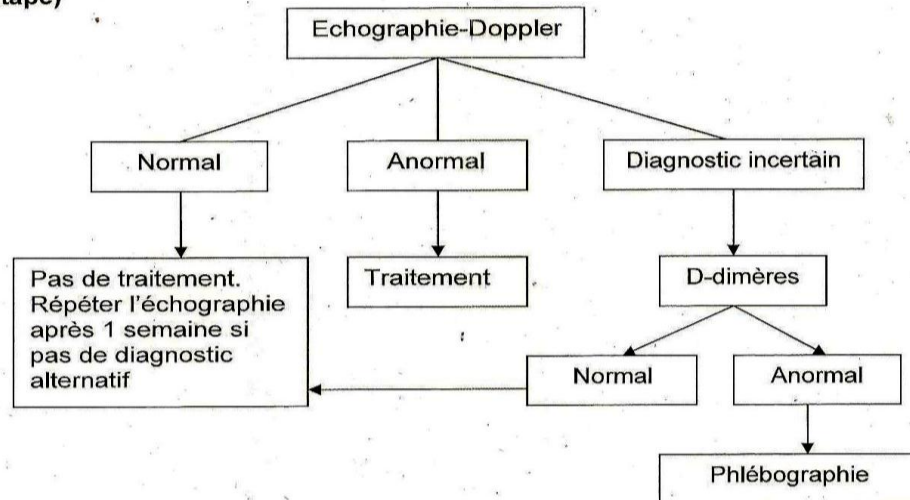 tape)
Echographie-Doppler
Normal
Anormal
Diagnostic incertain
Pas de traitement.
Répéter l'échographie
après 1 semaine si
pas de diagnostic
alternatif
Traitement
D-dimères
Normal
Anormal
Phlébographie